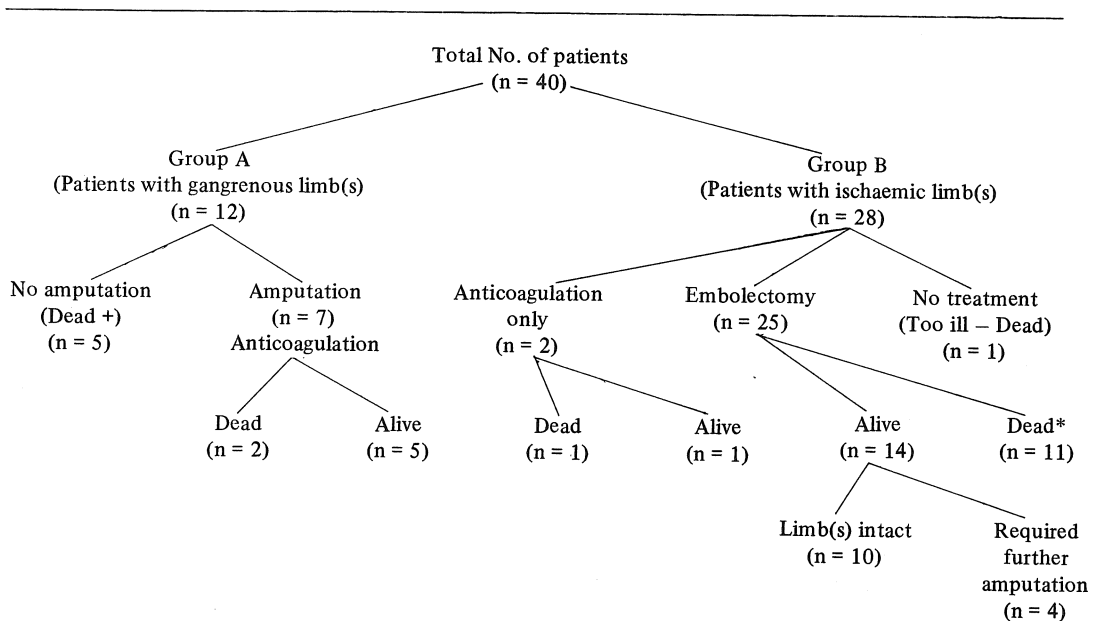 Total No. of patients
(n = 40)
Group A
(Patients with gangrenous limb(s)
(n = 12)
Group B
(Patients with ischaemic limb(s)
(n = 28)
No amputation
(Dead +)
(n = 5)
Amputation
(n = 7)
Anticoagulation
Anticoagulation
only
(n = 2)
Embolectomy
(n = 25)
No treatment
(Too ill – Dead)
(n = 1)
Dead
(n = 2)
Alive
(n = 5)
Dead
(n = 1)
Alive
(n = 1)
Alive
(n = 14)
Dead*
(n = 11)
Limb(s) intact
(n = 10)
Required
further
amputation
(n = 4)